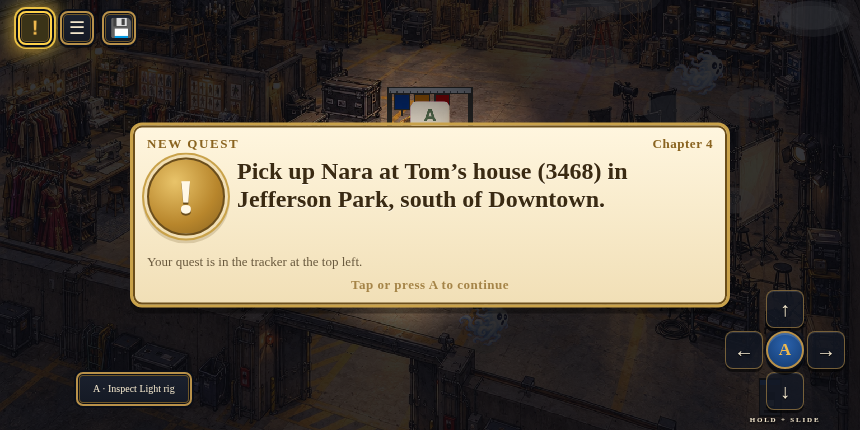 !
☰
A
NEW QUEST
Chapter 4
!
Pick up Nara at Tom’s house (3468) in
Jefferson Park, south of Downtown.
Your quest is in the tracker at the top left.
Tap or press A to continue
↑
←
A
→
↓
A · Inspect Light rig
HOLD + SLIDE